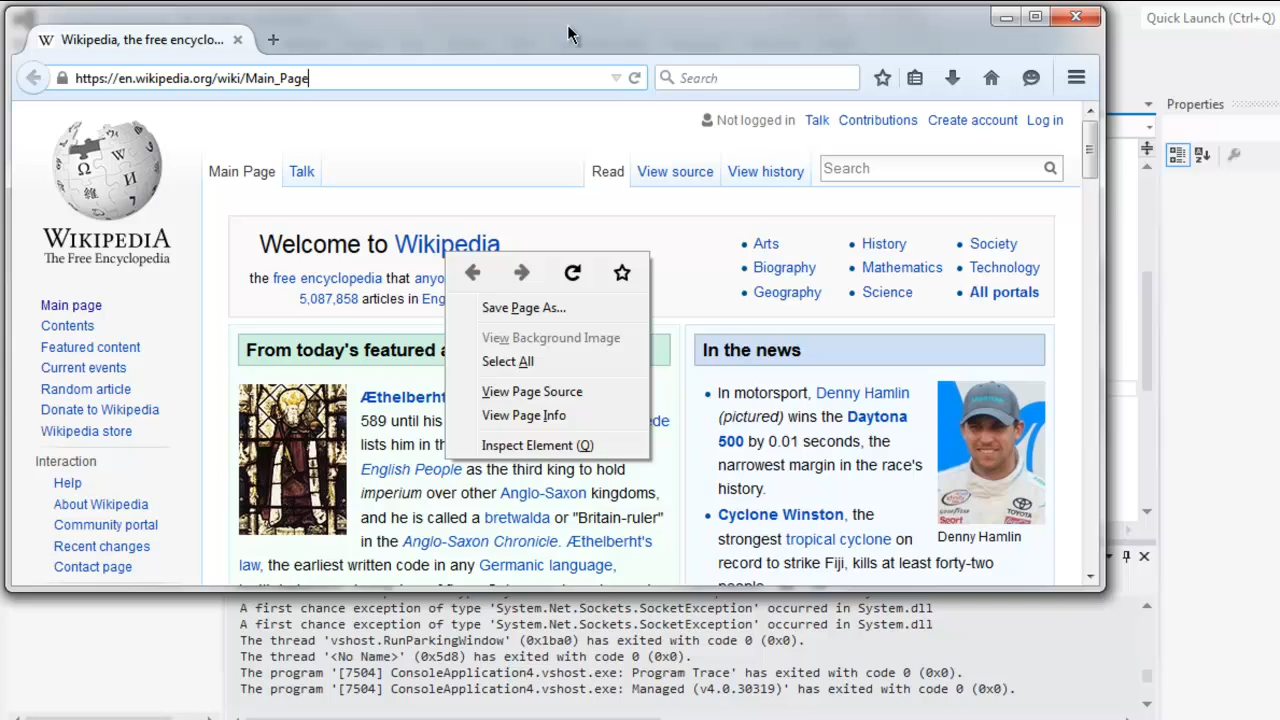 Quick Launch (Ctrl+Q)
Wikipedia, the free encyclo...
https://en.wikipedia.org/wiki/Main_Page
Search
Properties
WIKIPEDIA
The Free Encyclopedia
Not logged in Talk Contributions Create account Log in
Main Page Talk Read View source View history Search
Welcome to Wikipedia
the free encyclopedia that anyo
5,087,858 articles in Eng
Arts History Society
Biography Mathematics Technology
Geography Science All portals
Main page
Contents
Featured content
Current events
Random article
Donate to Wikipedia
Wikipedia store
Interaction
Help
About Wikipedia
Community portal
Recent changes
Contact page
Save Page As...
View Background Image
Select All
View Page Source
View Page Info
Inspect Element (Q)
From today's featured a
Æthelberht
589 until his ede
lists him in th
English People as the third king to hold
imperium over other Anglo-Saxon kingdoms,
and he is called a bretwalda or "Britain-ruler"
in the Anglo-Saxon Chronicle. Æthelberht's
law, the earliest written code in any Germanic language,
In the news
In motorsport, Denny Hamlin
(pictured) wins the Daytona
500 by 0.01 seconds, the
narrowest margin in the race's
history.
Cyclone Winston, the
strongest tropical cyclone on
record to strike Fiji, kills at least forty-two
people.
Denny Hamlin
A first chance exception of type 'System.Net.Sockets.SocketException' occurred in System.dll
A first chance exception of type 'System.Net.Sockets.SocketException' occurred in System.dll
The thread 'vshost.RunParkingWindow' (0x1ba0) has exited with code 0 (0x0).
The thread '<No Name>' (0x5d8) has exited with code 0 (0x0).
The program '[7504] ConsoleApplication4.vshost.exe: Program Trace' has exited with code 0 (0x0).
The program '[7504] ConsoleApplication4.vshost.exe: Managed (v4.0.30319)' has exited with code 0 (0x0).